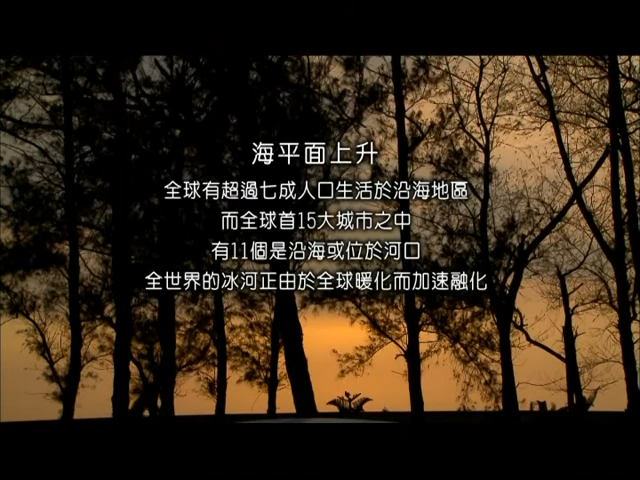 海平面上升
全球有超過七成人口生活於沿海地區
而全球首15大城市之中
有11個是沿海或位於河口
全世界的冰河正由於全球暖化而加速融化